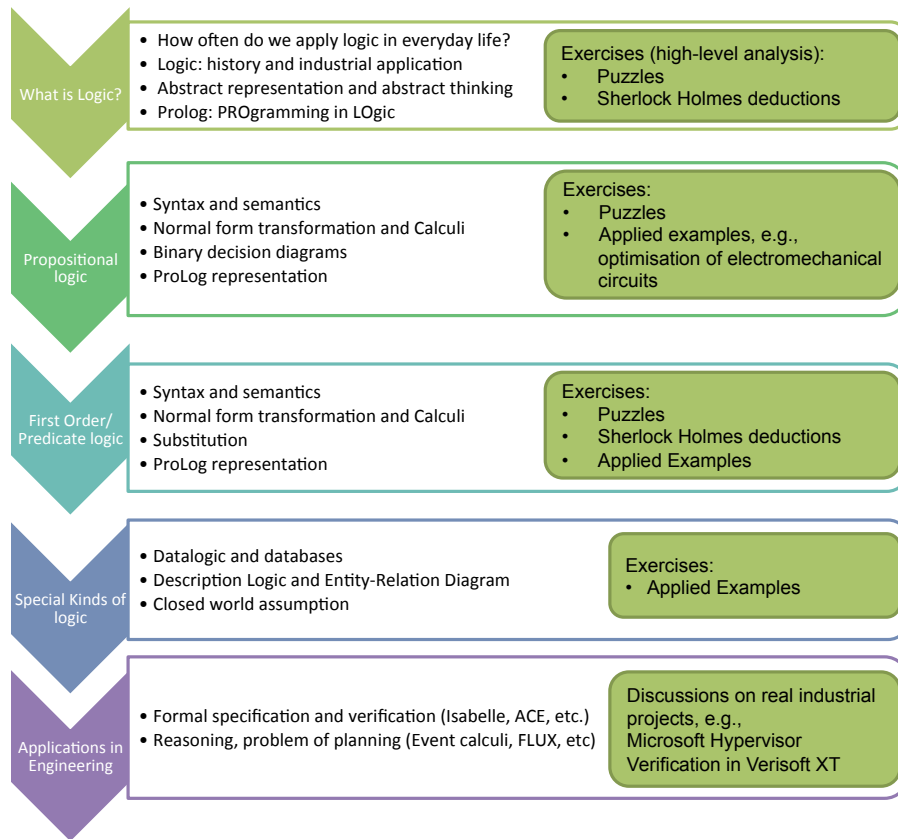 What is Logic?
• How often do we apply logic in everyday life?
• Logic: history and industrial application
• Abstract representation and abstract thinking
• Prolog: PROgramming in LOgic
Exercises (high-level analysis):
• Puzzles
• Sherlock Holmes deductions
Propositional
logic
• Syntax and semantics
• Normal form transformation and Calculi
• Binary decision diagrams
• ProLog representation
Exercises:
• Puzzles
• Applied examples, e.g.,
optimisation of electromechanical
circuits
First Order/
Predicate logic
• Syntax and semantics
• Normal form transformation and Calculi
• Substitution
• ProLog representation
Exercises:
• Puzzles
• Sherlock Holmes deductions
• Applied Examples
Special Kinds of
logic
• Datalogic and databases
• Description Logic and Entity-Relation Diagram
• Closed world assumption
Exercises:
• Applied Examples
Applications in
Engineering
• Formal specification and verification (Isabelle, ACE, etc.)
• Reasoning, problem of planning (Event calculi, FLUX, etc)
Discussions on real industrial
projects, e.g.,
Microsoft Hypervisor
Verification in Verisoft XT